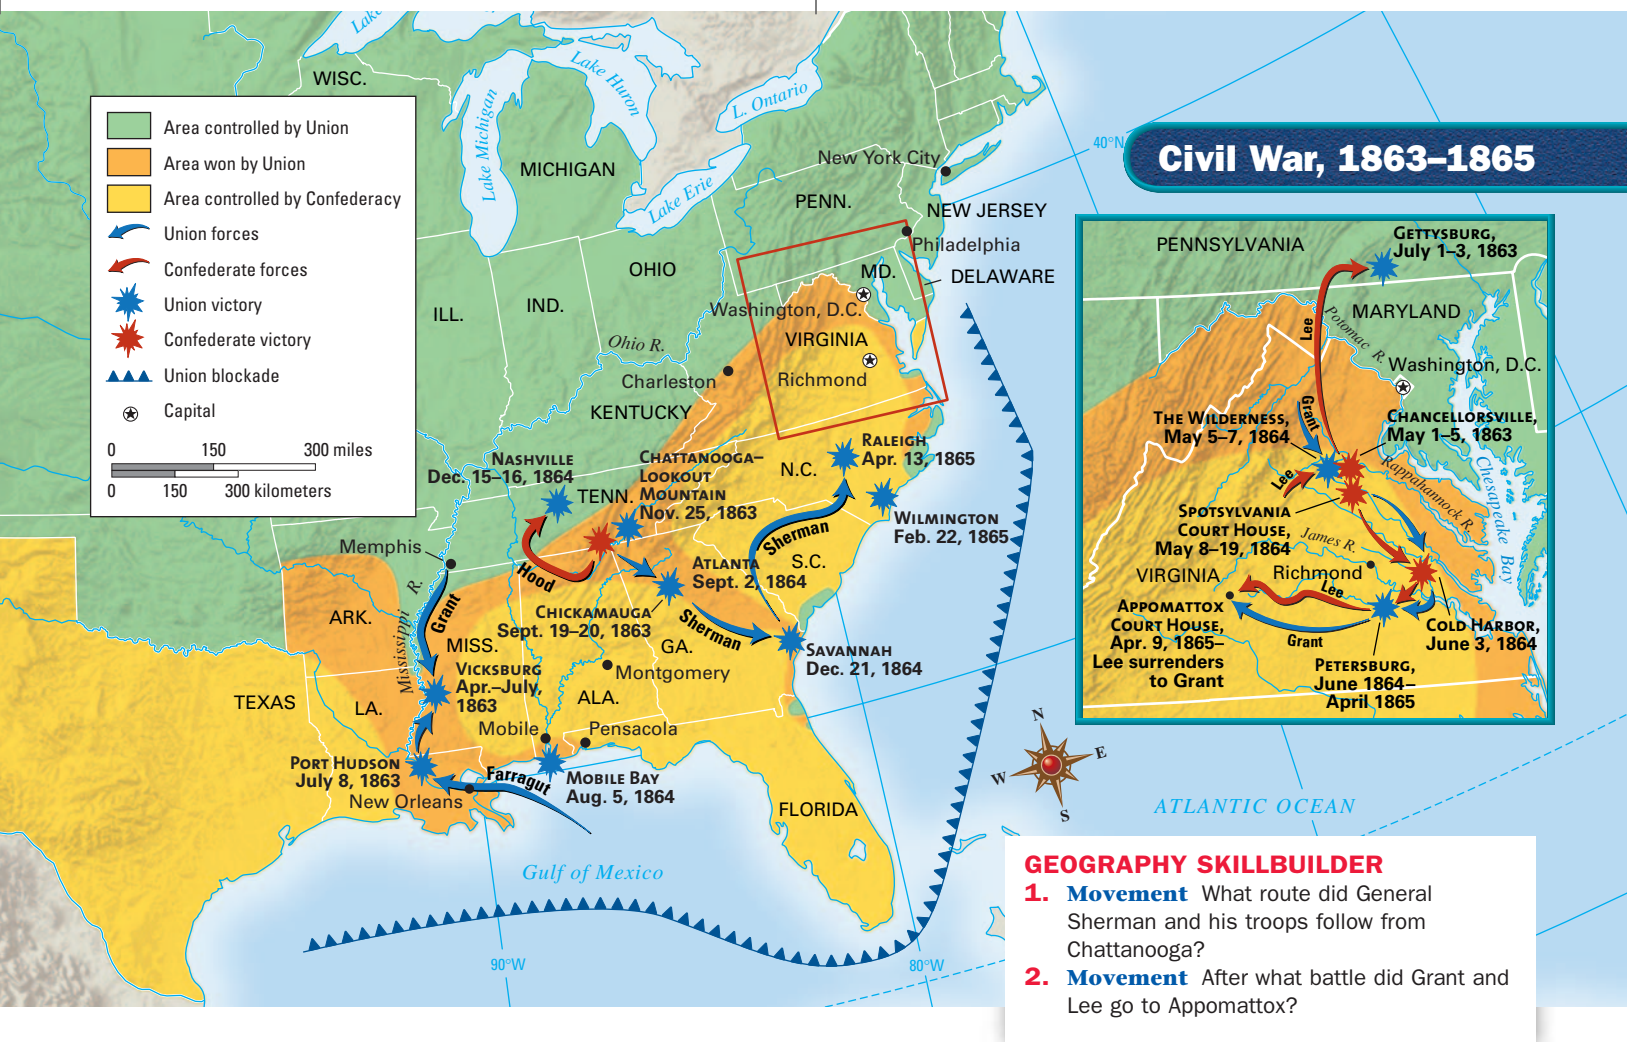 Civil War, 1863–1865
Area controlled by Union
Area won by Union
Area controlled by Confederacy
Union forces
Confederate forces
Union victory
Confederate victory
Union blockade
Capital
0 150 300 miles
0 150 300 kilometers
Lake
WISC.
Lake Michigan
Lake Huron
L. Ontario
Lake Erie
MICHIGAN
New York City
PENN.
NEW JERSEY
Philadelphia
MD.
DELAWARE
Washington, D.C.
OHIO
IND.
ILL.
VIRGINIA
Richmond
Ohio R.
Charleston
KENTUCKY
40°N
RALEIGH
Apr. 13, 1865
N.C.
NASHVILLE
Dec. 15–16, 1864
CHATTANOOGA–
LOOKOUT
MOUNTAIN
Nov. 25, 1863
TENN.
WILMINGTON
Feb. 22, 1865
Sherman
S.C.
Memphis
Hood
ATLANTA
Sept. 2, 1864
ARK.
Mississippi R.
Grant
CHICKAMAUGA
Sept. 19–20, 1863
Sherman
MISS.
GA.
SAVANNAH
Dec. 21, 1864
VICKSBURG
Apr.–July,
1863
Montgomery
ALA.
TEXAS
LA.
Mobile
Pensacola
PORT HUDSON
July 8, 1863
New Orleans
Farragut
MOBILE BAY
Aug. 5, 1864
FLORIDA
Gulf of Mexico
90°W
80°W
N
E
W
S
ATLANTIC OCEAN
PENNSYLVANIA
GETTYSBURG,
July 1–3, 1863
MARYLAND
Lee
Potomac R.
Washington, D.C.
THE WILDERNESS,
May 5–7, 1864
Grant
CHANCELLORSVILLE,
May 1–5, 1863
Lee
Rappahannock R.
Chesapeake Bay
SPOTSYLVANIA
COURT HOUSE,
May 8–19, 1864
James R.
VIRGINIA
Richmond
Lee
APPOMATTOX
COURT HOUSE,
Apr. 9, 1865–
Lee surrenders
to Grant
Grant
COLD HARBOR,
June 3, 1864
PETERSBURG,
June 1864–
April 1865
GEOGRAPHY SKILLBUILDER
1. Movement What route did General
Sherman and his troops follow from
Chattanooga?
2. Movement After what battle did Grant and
Lee go to Appomattox?